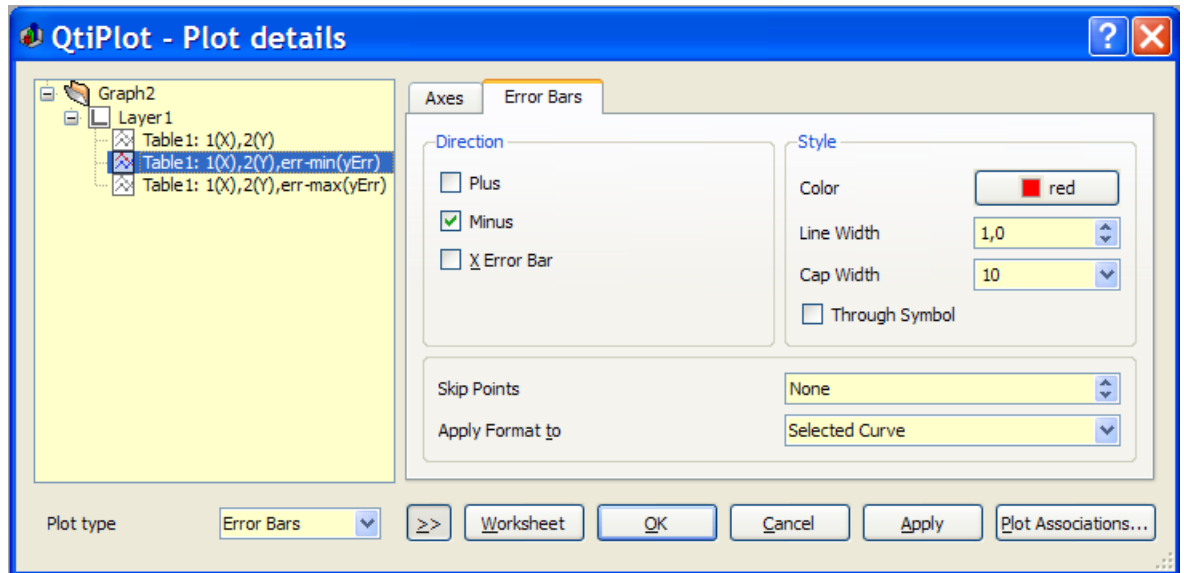 QtiPlot - Plot details
Graph2
Layer1
Table1: 1(X),2(Y)
Table1: 1(X),2(Y),err-min(yErr)
Table1: 1(X),2(Y),err-max(yErr)
Axes
Error Bars
Direction
Plus
Minus
X Error Bar
Style
Color
red
Line Width
1,0
Cap Width
10
Through Symbol
Skip Points
None
Apply Format to
Selected Curve
Plot type
Error Bars
>>
Worksheet
OK
Cancel
Apply
Plot Associations...